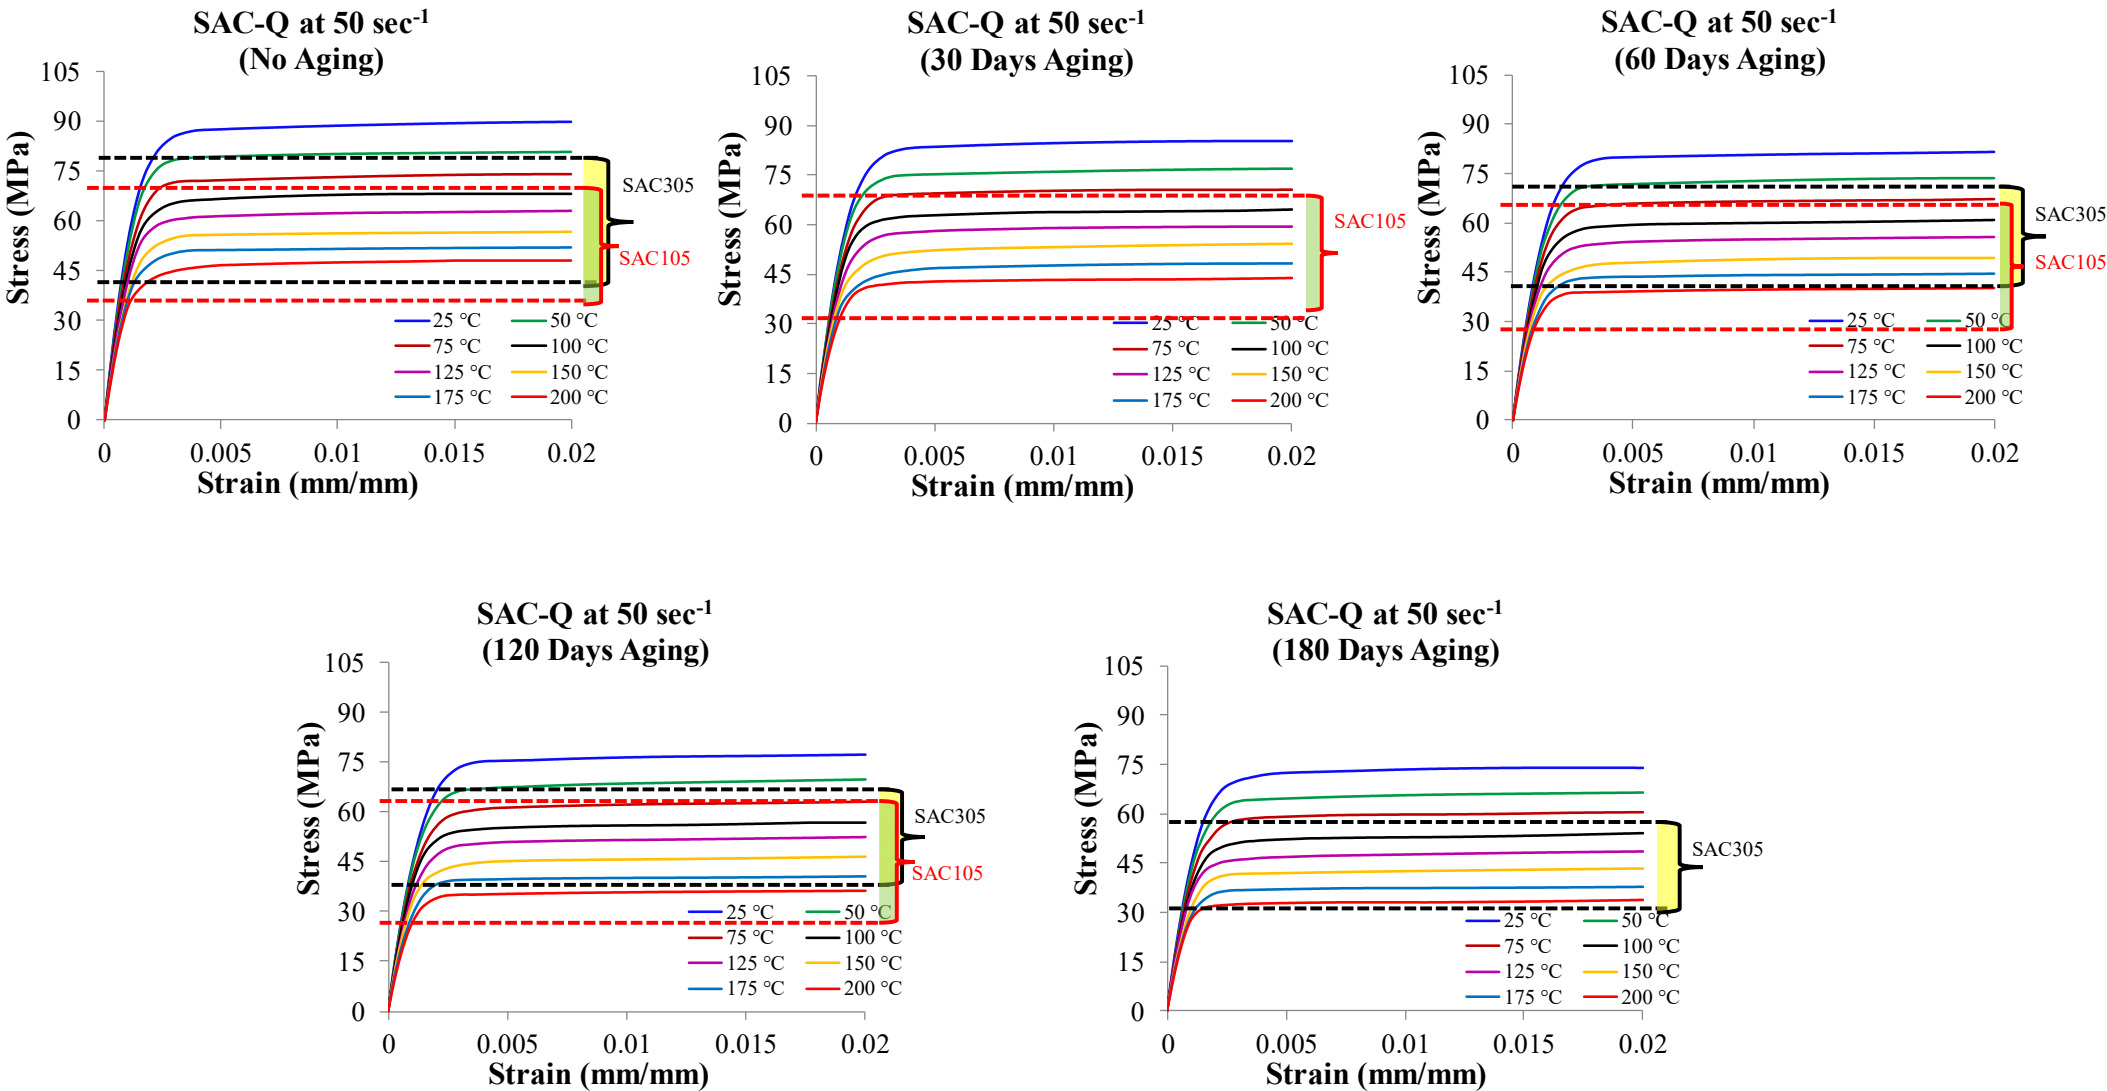 SAC-Q at 50 sec-1
(No Aging)
105
90
75
60
45
30
15
0
Stress (MPa)
SAC305
SAC105
25 °C
50 °C
75 °C
100 °C
125 °C
150 °C
175 °C
200 °C
0
0.005
0.01
0.015
0.02
Strain (mm/mm)
SAC-Q at 50 sec-1
(30 Days Aging)
105
90
75
60
45
30
15
0
Stress (MPa)
SAC105
25 °C
50 °C
75 °C
100 °C
125 °C
150 °C
175 °C
200 °C
0
0.005
0.01
0.015
0.02
Strain (mm/mm)
SAC-Q at 50 sec-1
(60 Days Aging)
105
90
75
60
45
30
15
0
Stress (MPa)
SAC305
SAC105
25 °C
50 °C
75 °C
100 °C
125 °C
150 °C
175 °C
200 °C
0
0.005
0.01
0.015
0.02
Strain (mm/mm)
SAC-Q at 50 sec-1
(120 Days Aging)
105
90
75
60
45
30
15
0
Stress (MPa)
SAC305
SAC105
25 °C
50 °C
75 °C
100 °C
125 °C
150 °C
175 °C
200 °C
0
0.005
0.01
0.015
0.02
Strain (mm/mm)
SAC-Q at 50 sec-1
(180 Days Aging)
105
90
75
60
45
30
15
0
Stress (MPa)
SAC305
25 °C
50 °C
75 °C
100 °C
125 °C
150 °C
175 °C
200 °C
0
0.005
0.01
0.015
0.02
Strain (mm/mm)